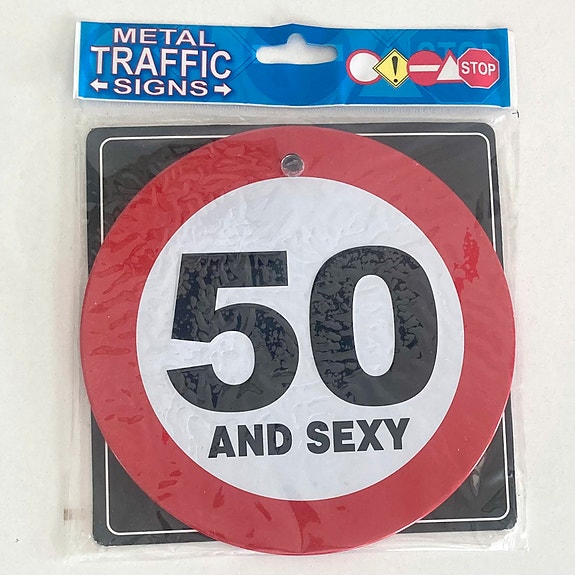 METAL
TRAFFIC
←SIGNS→
! STOP
50
AND SEXY